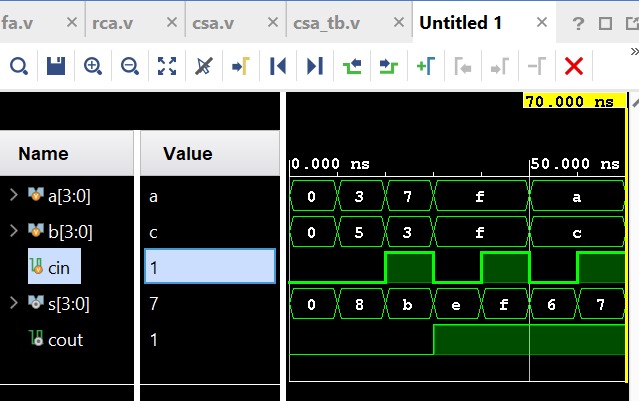 fa.v rca.v csa.v csa_tb.v Untitled 1
70.000 ns
Name Value
0.000 ns 50.000 ns
a[3:0] a 0 3 7 f a
b[3:0] c 0 5 3 f c
cin 1
s[3:0] 7 0 8 b e f 6 7
cout 1